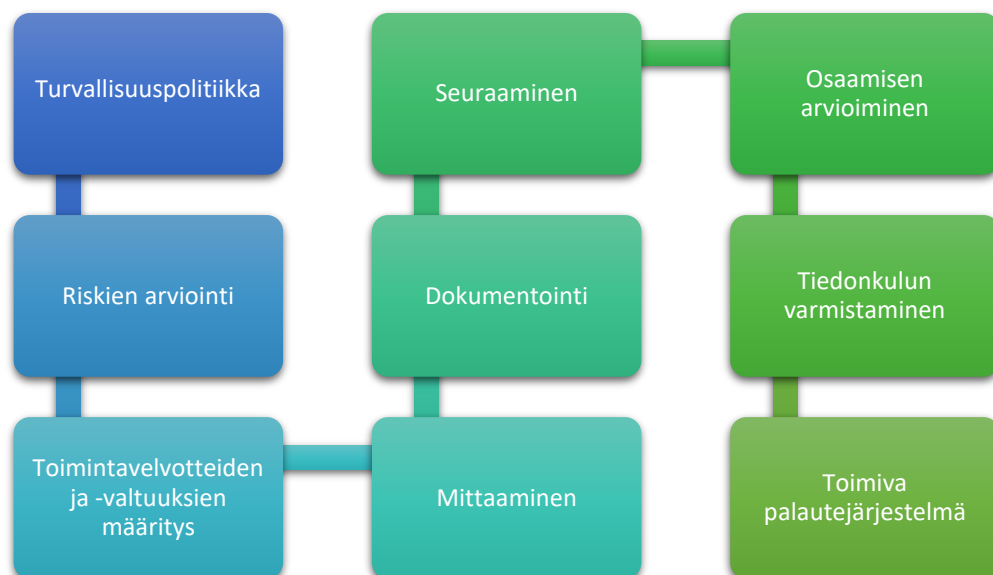 Turvallisuuspolitiikka
Riskien arviointi
Toimintavelvotteiden
ja -valtuuksien
määritys
Mittaaminen
Dokumentointi
Seuraaminen
Osaamisen
arvioiminen
Tiedonkulun
varmistaminen
Toimiva
palautejärjestelmä